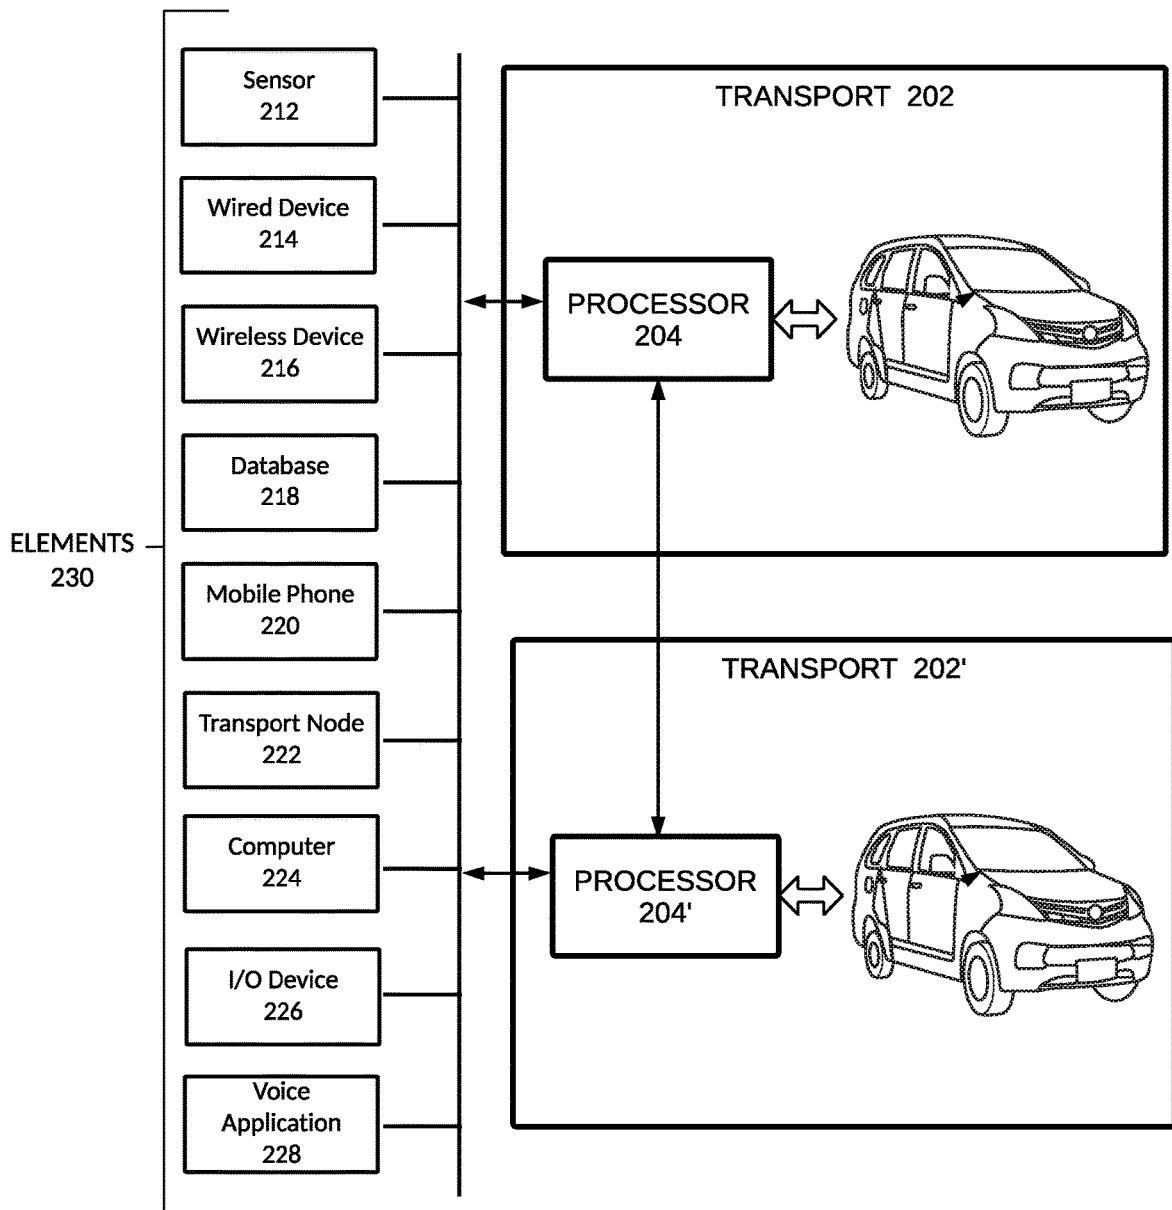 Sensor
212
Wired Device
214
Wireless Device
216
Database
218
ELEMENTS
230
Mobile Phone
220
Transport Node
222
Computer
224
I/O Device
226
Voice
Application
228
TRANSPORT 202
PROCESSOR
204
TRANSPORT 202'
PROCESSOR
204'